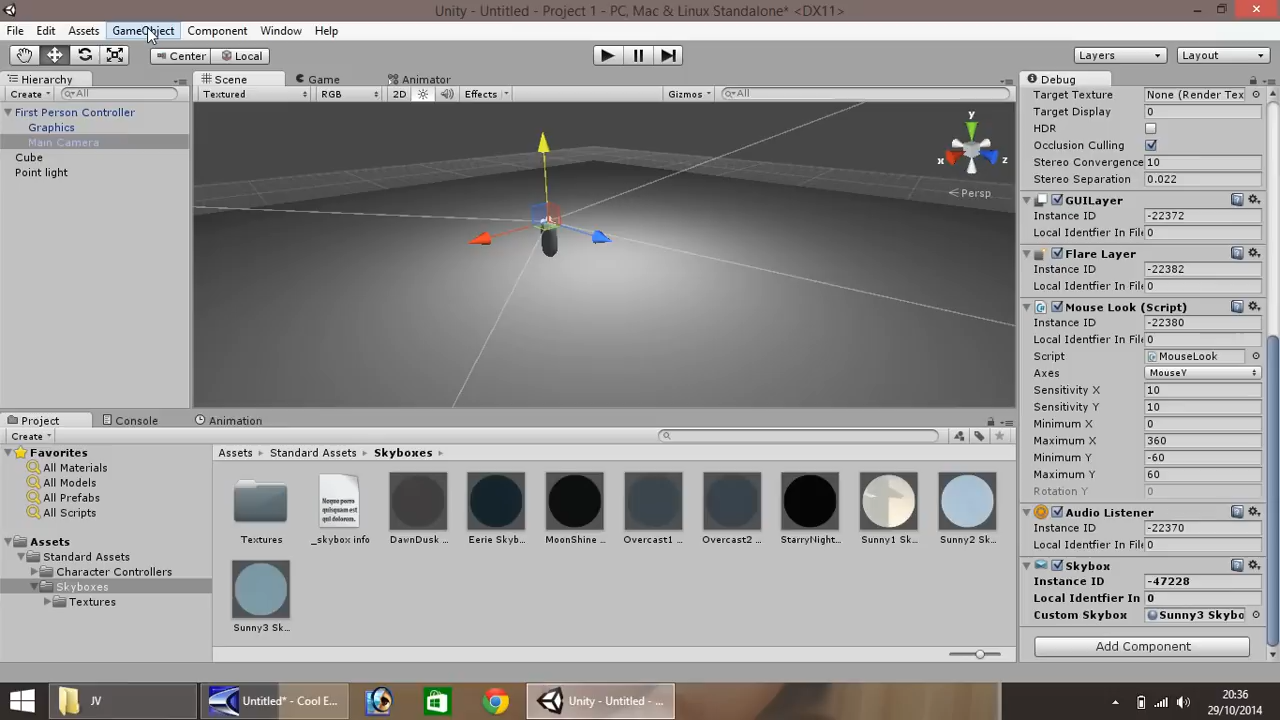 Unity - Untitled - Project 1 - PC, Mac & Linux Standalone* <DX11>
File Edit Assets GameObject Component Window Help
Center Local Layers Layout
Hierarchy
Create All
First Person Controller
Graphics
Main Camera
Cube
Point light
Scene Game Animator
Textured RGB 2D Effects Gizmos All
y
x z
Persp
Debug
Target Texture None (Render Tex
Target Display 0
HDR
Occlusion Culling
Stereo Convergence 10
Stereo Separation 0.022
GUILayer
Instance ID -22372
Local Identfier In File 0
Flare Layer
Instance ID -22382
Local Identfier In File 0
Mouse Look (Script)
Instance ID -22380
Local Identfier In File 0
Script MouseLook
Axes MouseY
Sensitivity X 10
Sensitivity Y 10
Minimum X 0
Maximum X 360
Minimum Y -60
Maximum Y 60
Rotation Y 0
Audio Listener
Instance ID -22370
Local Identfier In File 0
Skybox
Instance ID -47228
Local Identfier In 0
Custom Skybox Sunny3 Skybo
Add Component
Project Console Animation
Create
Favorites
All Materials
All Models
All Prefabs
All Scripts
Assets
Standard Assets
Character Controllers
Skyboxes
Textures
Assets Standard Assets Skyboxes
Neque porro quisquam est qui dolorem.
Textures _skybox info DawnDusk ... Eerie Skyb... MoonShine ... Overcast1 ... Overcast2 ... StarryNight... Sunny1 Sk... Sunny2 Sk...
Sunny3 Sk...
JV Untitled* - Cool E... Unity - Untitled - ...
20:36
29/10/2014